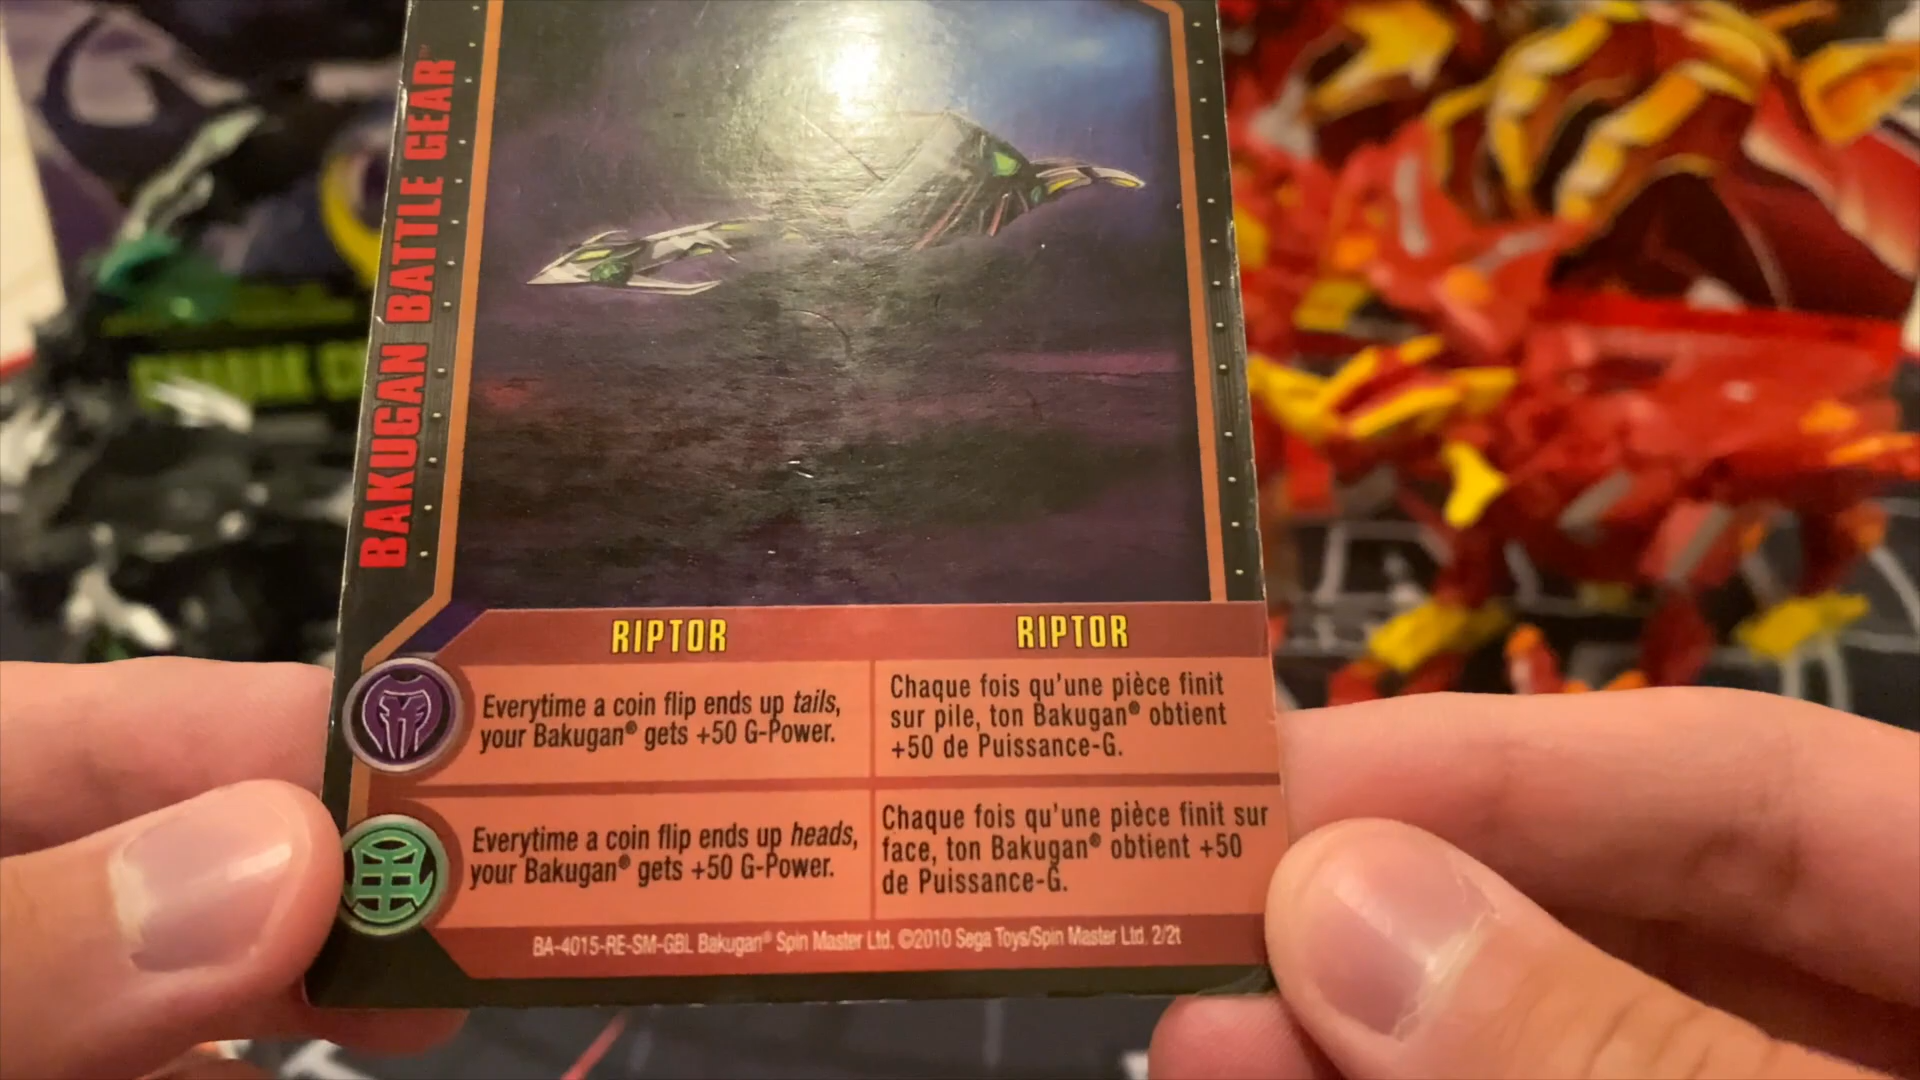 BAKUGAN BATTLE GEAR™
RIPTOR
Everytime a coin flip ends up tails,
your Bakugan® gets +50 G-Power.
Everytime a coin flip ends up heads,
your Bakugan® gets +50 G-Power.
RIPTOR
Chaque fois qu'une pièce finit
sur pile, ton Bakugan® obtient
+50 de Puissance-G.
Chaque fois qu'une pièce finit sur
face, ton Bakugan® obtient +50
de Puissance-G.
BA-4015-RE-SM-GBL Bakugan® Spin Master Ltd. ©2010 Sega Toys/Spin Master Ltd. 2/2t